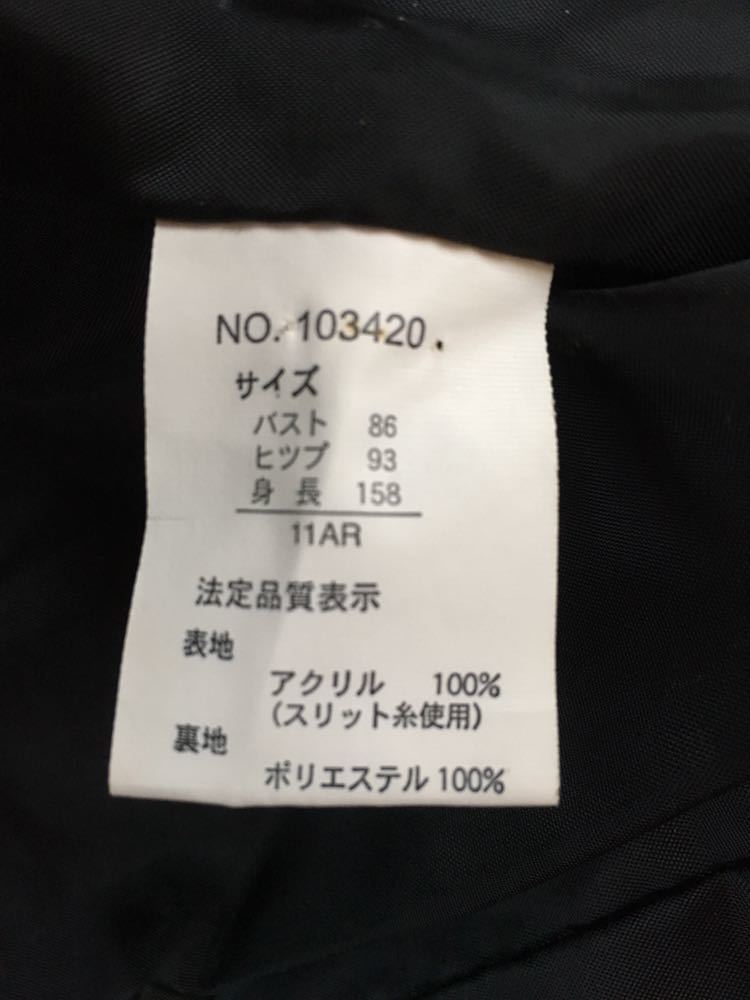 NO. 103420.
サイズ
バスト 86
ヒツプ 93
身長 158
11AR
法定品質表示
表地
アクリル 100%
(スリット糸使用)
裏地
ポリエステル 100%